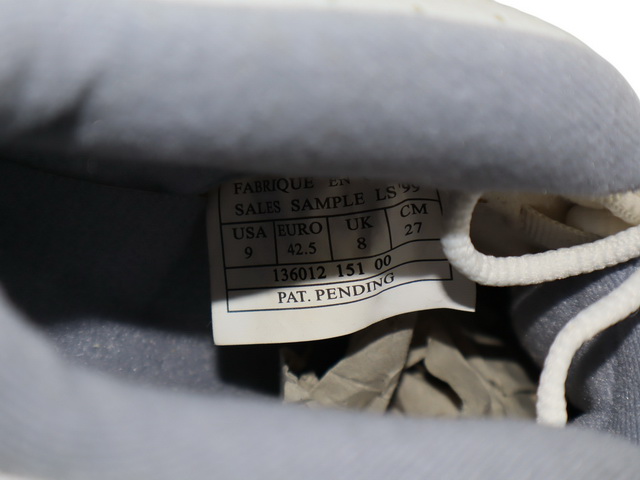 FABRIQUE EN
SALES SAMPLE LS'99
USA EURO UK CM
9 42.5 8 27
136012 151 00
PAT. PENDING